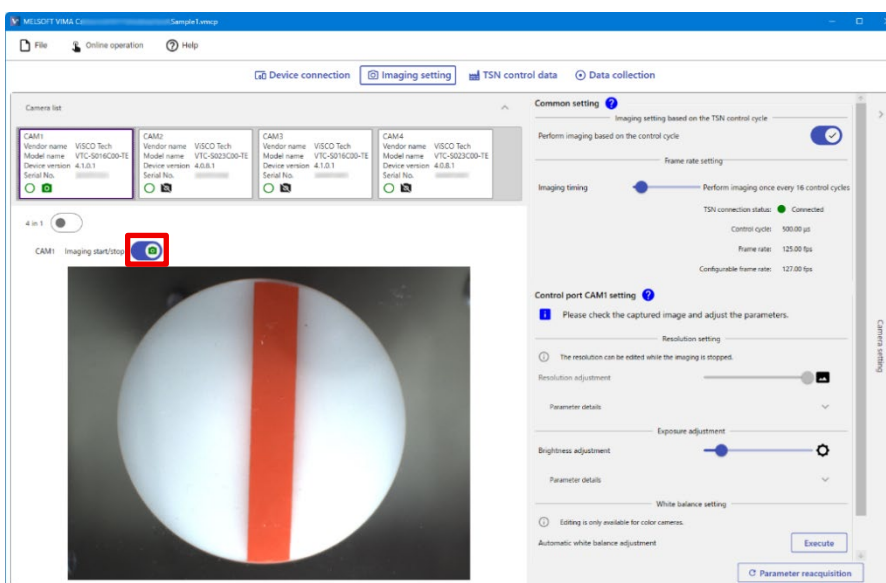 MELSOFT VIMA C Sample1.vmcp
File Online operation Help
Device connection Imaging setting TSN control data Data collection
Camera list
CAM1
Vendor name ViSCO Tech
Model name VTC-S016C00-TE
Device version 4.1.0.1
Serial No.
CAM2
Vendor name ViSCO Tech
Model name VTC-S023C00-TE
Device version 4.0.8.1
Serial No.
CAM3
Vendor name ViSCO Tech
Model name VTC-S016C00-TE
Device version 4.1.0.1
Serial No.
CAM4
Vendor name ViSCO Tech
Model name VTC-S023C00-TE
Device version 4.0.8.1
Serial No.
4 in 1
CAM1 Imaging start/stop
Common setting ?
Imaging setting based on the TSN control cycle
Perform imaging based on the control cycle
Frame rate setting
Imaging timing Perform imaging once every 16 control cycles
TSN connection status: Connected
Control cycle: 500.00 μs
Frame rate: 125.00 fps
Configurable frame rate: 127.00 fps
Control port CAM1 setting ?
Please check the captured image and adjust the parameters.
Resolution setting
The resolution can be edited while the imaging is stopped.
Resolution adjustment
Parameter details
Exposure adjustment
Brightness adjustment
Parameter details
White balance setting
Editing is only available for color cameras.
Automatic white balance adjustment Execute
Parameter reacquisition
Camera setting